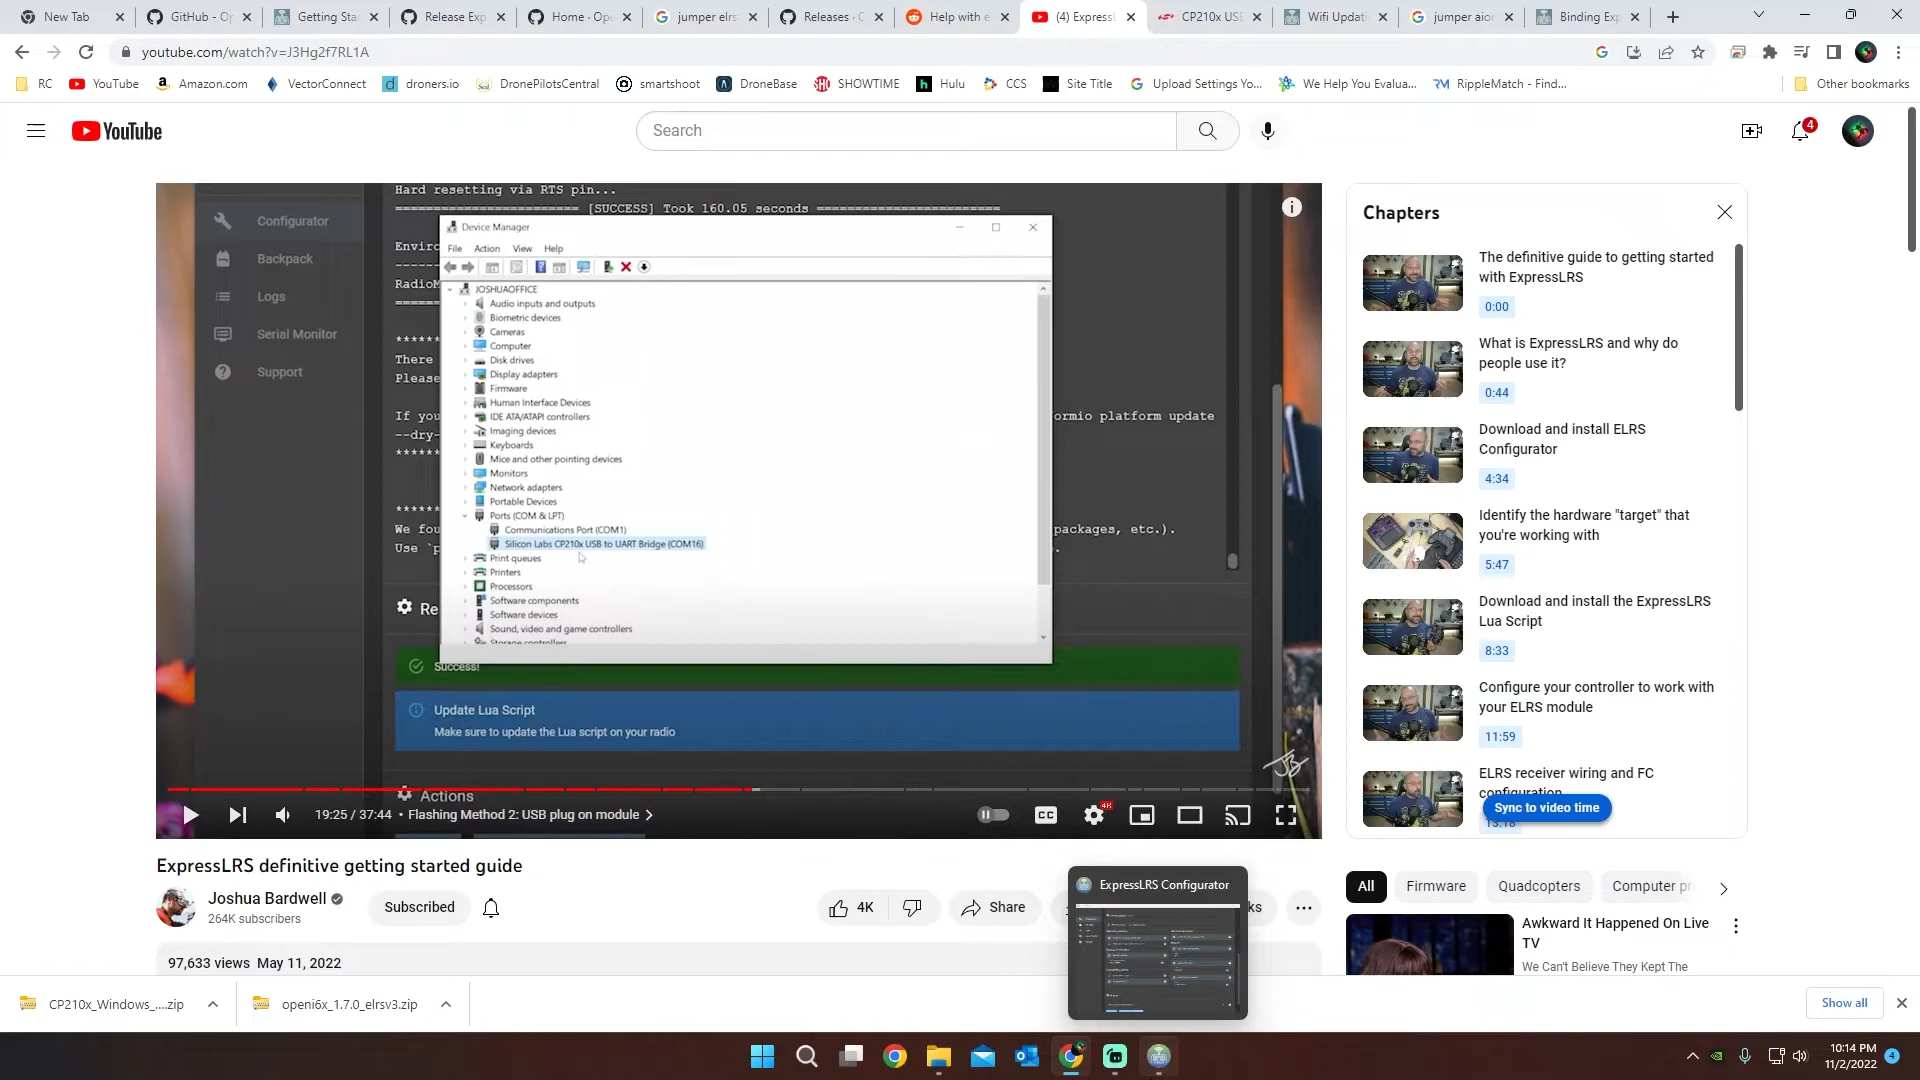 New Tab
GitHub - Op
Getting Star
Release Exp
Home - Ope
jumper elrs
Releases · O
Help with e
(4) Express
CP210x USB
Wifi Updati
jumper aion
Binding Exp
youtube.com/watch?v=J3Hg2f7RL1A
RC
YouTube
Amazon.com
VectorConnect
droners.io
DronePilotsCentral
smartshoot
DroneBase
SHOWTIME
Hulu
CCS
Site Title
Upload Settings Yo...
We Help You Evalua...
RippleMatch - Find...
Other bookmarks
YouTube
Search
4
Hard resetting via RTS pin...
[SUCCESS] Took 160.05 seconds
Configurator
Backpack
Logs
Serial Monitor
Support
Device Manager
File Action View Help
JOSHUAOFFICE
Audio inputs and outputs
Biometric devices
Cameras
Computer
Disk drives
Display adapters
Firmware
Human Interface Devices
IDE ATA/ATAPI controllers
Imaging devices
Keyboards
Mice and other pointing devices
Monitors
Network adapters
Portable Devices
Ports (COM & LPT)
Communications Port (COM1)
Silicon Labs CP210x USB to UART Bridge (COM16)
Print queues
Printers
Processors
Software components
Software devices
Sound, video and game controllers
Storage controllers
Enviro
RadioM
There
Please
If you
ormio platform update
--dry-
We fou
packages, etc.).
Use `p
Re
Success!
Update Lua Script
Make sure to update the Lua script on your radio
Actions
JB
19:25 / 37:44 • Flashing Method 2: USB plug on module
CC
4K
Chapters
The definitive guide to getting started
with ExpressLRS
0:00
What is ExpressLRS and why do
people use it?
0:44
Download and install ELRS
Configurator
4:34
Identify the hardware "target" that
you're working with
5:47
Download and install the ExpressLRS
Lua Script
8:33
Configure your controller to work with
your ELRS module
11:59
ELRS receiver wiring and FC
configuration
Sync to video time
13:18
ExpressLRS definitive getting started guide
Joshua Bardwell
264K subscribers
Subscribed
4K
Share
ks
ExpressLRS Configurator
97,633 views May 11, 2022
All
Firmware
Quadcopters
Computer pr
Awkward It Happened On Live
TV
We Can't Believe They Kept The
CP210x_Windows_....zip
openi6x_1.7.0_elrsv3.zip
Show all
10:14 PM
11/2/2022
4